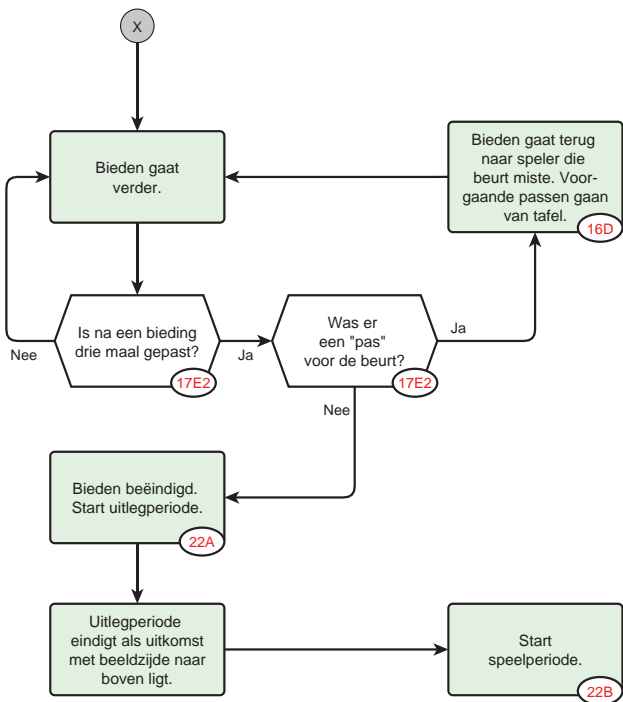 X
Bieden gaat
verder.
Bieden gaat terug
naar speler die
beurt miste. Voor-
gaande passen gaan
van tafel.
16D
Is na een bieding
drie maal gepast?
17E2
Nee
Ja
Was er
een "pas"
voor de beurt?
17E2
Ja
Nee
Bieden beëindigd.
Start uitlegperiode.
22A
Uitlegperiode
eindigt als uitkomst
met beeldzijde naar
boven ligt.
Start
speelperiode.
22B